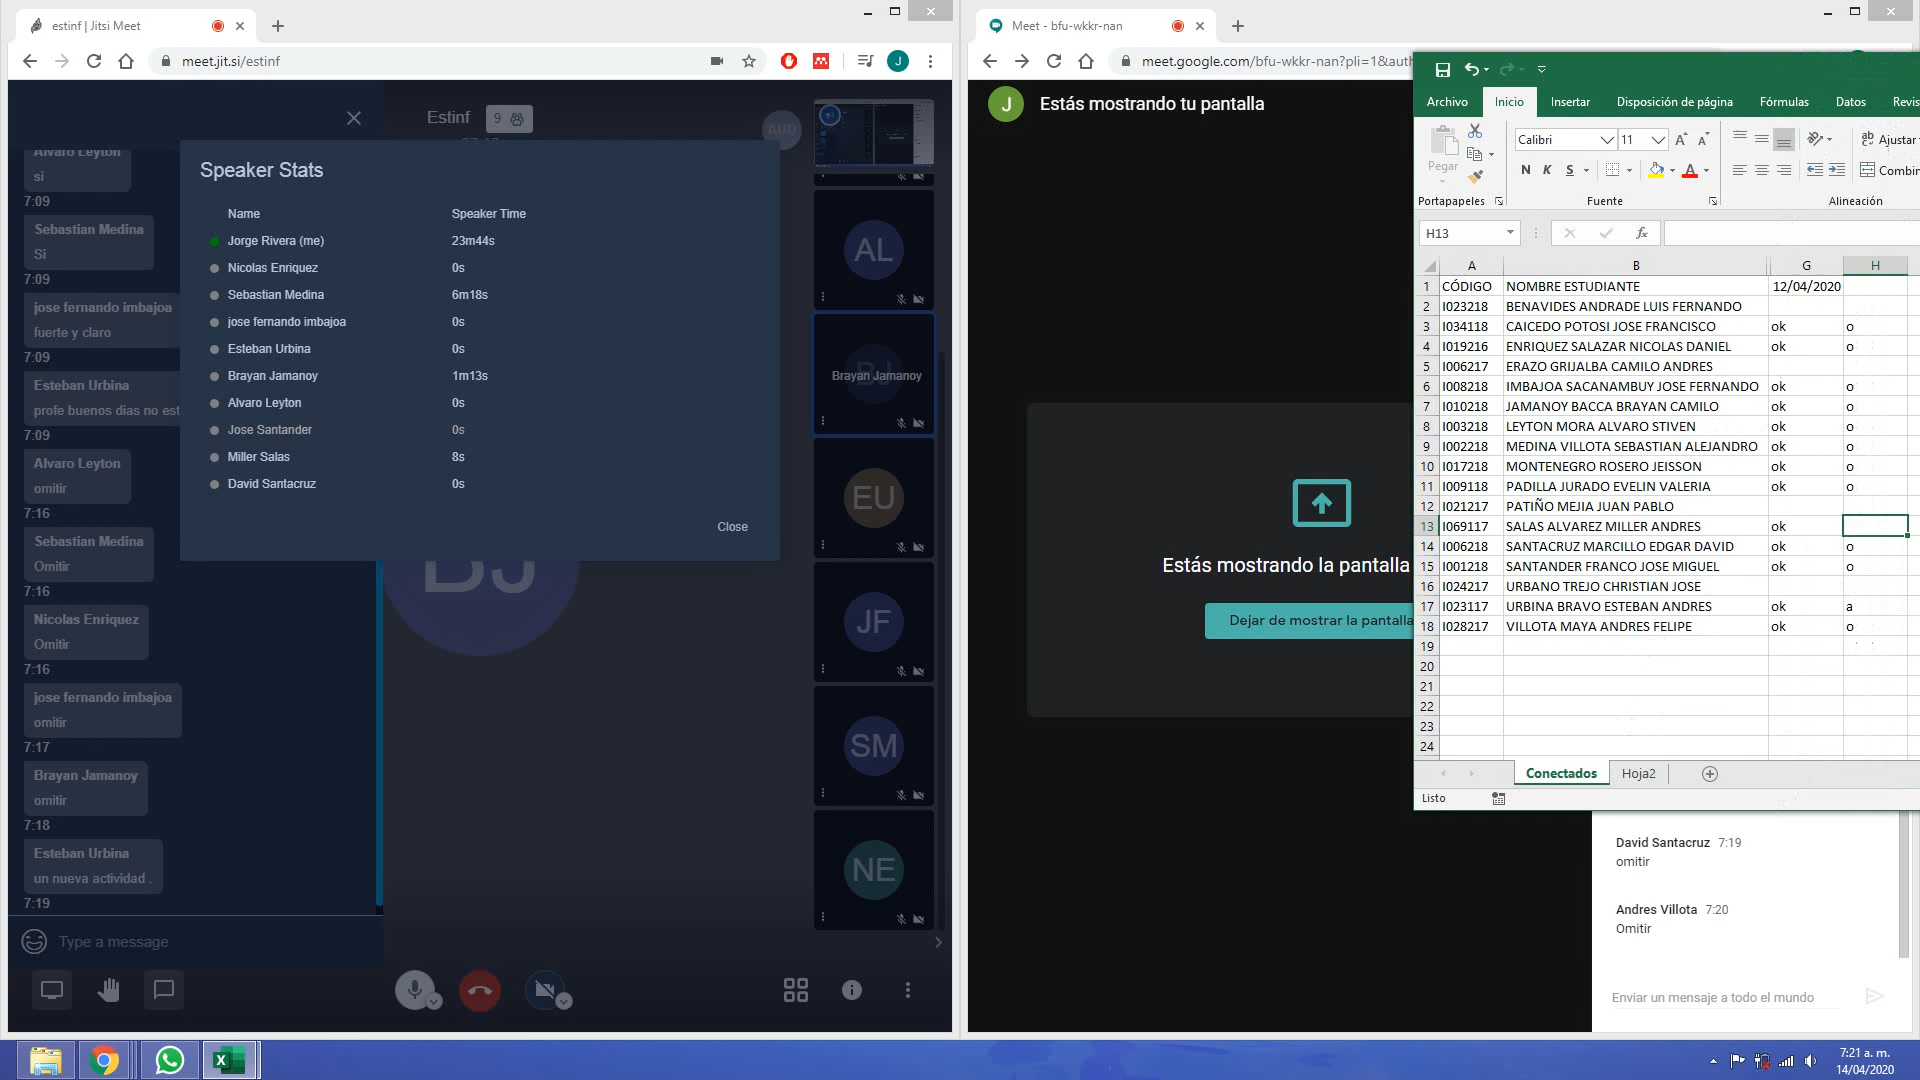 estinf | Jitsi Meet
meet.jit.si/estinf
J
Estinf
9
AUD
Alvaro Leyton
si
7:09
Sebastian Medina
Si
7:09
jose fernando imbajoa
fuerte y claro
7:09
Esteban Urbina
profe buenos dias no est
7:09
Alvaro Leyton
omitir
7:16
Sebastian Medina
Omitir
7:16
Nicolas Enriquez
Omitir
7:16
jose fernando imbajoa
omitir
7:17
Brayan Jamanoy
omitir
7:18
Esteban Urbina
un nueva actividad .
7:19
Type a message
Speaker Stats
Name Speaker Time
Jorge Rivera (me) 23m44s
Nicolas Enriquez 0s
Sebastian Medina 6m18s
jose fernando imbajoa 0s
Esteban Urbina 0s
Brayan Jamanoy 1m13s
Alvaro Leyton 0s
Jose Santander 0s
Miller Salas 8s
David Santacruz 0s
Close
BJ
AL
BJ
Brayan Jamanoy
EU
JF
SM
NE
Meet - bfu-wkkr-nan
meet.google.com/bfu-wkkr-nan?pli=1&auth
J
Estás mostrando tu pantalla
Estás mostrando la pantalla
Dejar de mostrar la pantalla
Archivo Inicio Insertar Disposición de página Fórmulas Datos Revis
Pegar
Calibri 11
N K S
Ajustar
Combin
Portapapeles Fuente Alineación
H13
fx
A B G H
1 CÓDIGO NOMBRE ESTUDIANTE 12/04/2020
2 I023218 BENAVIDES ANDRADE LUIS FERNANDO
3 I034118 CAICEDO POTOSI JOSE FRANCISCO ok o
4 I019216 ENRIQUEZ SALAZAR NICOLAS DANIEL ok o
5 I006217 ERAZO GRIJALBA CAMILO ANDRES
6 I008218 IMBAJOA SACANAMBUY JOSE FERNANDO ok o
7 I010218 JAMANOY BACCA BRAYAN CAMILO ok o
8 I003218 LEYTON MORA ALVARO STIVEN ok o
9 I002218 MEDINA VILLOTA SEBASTIAN ALEJANDRO ok o
10 I017218 MONTENEGRO ROSERO JEISSON ok o
11 I009118 PADILLA JURADO EVELIN VALERIA ok o
12 I021217 PATIÑO MEJIA JUAN PABLO
13 I069117 SALAS ALVAREZ MILLER ANDRES ok
14 I006218 SANTACRUZ MARCILLO EDGAR DAVID ok o
15 I001218 SANTANDER FRANCO JOSE MIGUEL ok o
16 I024217 URBANO TREJO CHRISTIAN JOSE
17 I023117 URBINA BRAVO ESTEBAN ANDRES ok a
18 I028217 VILLOTA MAYA ANDRES FELIPE ok o
19
20
21
22
23
24
Conectados Hoja2
Listo
David Santacruz 7:19
omitir
Andres Villota 7:20
Omitir
Enviar un mensaje a todo el mundo
7:21 a. m.
14/04/2020